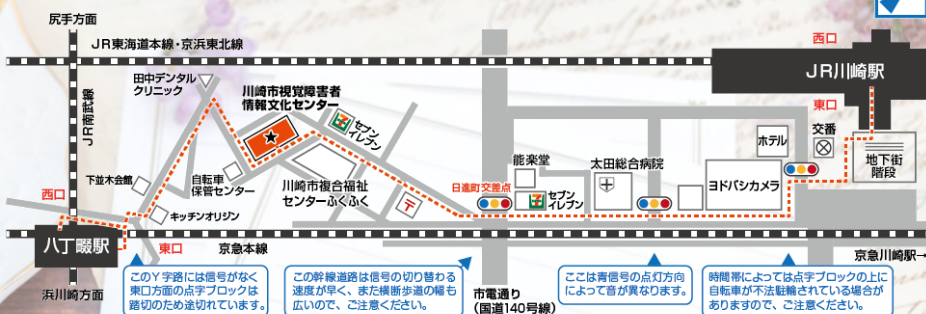 尻手方面
JR東海道本線・京浜東北線
西口
JR川崎駅
田中デンタル
クリニック
川崎市視覚障害者
情報文化センター
JR南武線
セブン
イレブン
東口
交番
ホテル
能楽堂
太田総合病院
地下街
階段
下並木会館
自転車
保管センター
川崎市複合福祉
センターふくふく
日進町交差点
セブン
イレブン
ヨドバシカメラ
西口
キッチンオリジン
八丁畷駅
東口
京急本線
京急川崎駅→
浜川崎方面
このY字路には信号がなく
東口方面の点字ブロックは
踏切のため途切れています。
この幹線道路は信号の切り替わる
速度が早く、また横断歩道の幅も
広いので、ご注意ください。
市電通り
(国道140号線)
ここは青信号の点灯方向
によって音が異なります。
時間帯によっては点字ブロックの上に
自転車が不法駐輪されている場合が
ありますので、ご注意ください。